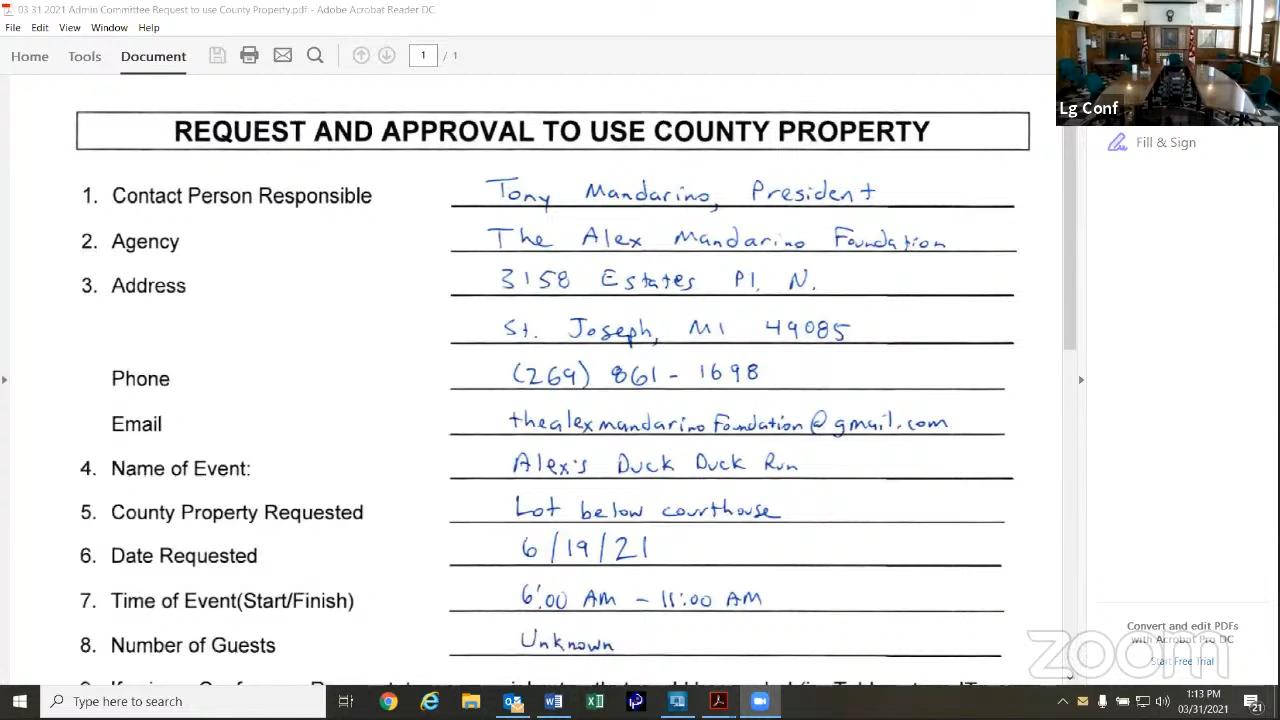 03 31 2021 Admin Committee Request to use County Property.pdf - Adobe Acrobat Reader DC
File Edit View Window Help
Home Tools Document 1 / 1
Lg Conf
Fill & Sign
REQUEST AND APPROVAL TO USE COUNTY PROPERTY
1. Contact Person Responsible Tony Mandarino, President
2. Agency The Alex Mandarino Foundation
3. Address 3158 Estates Pl. N.
St. Joseph, MI 49085
Phone (269) 861-1698
Email thealexmandarinofoundation@gmail.com
4. Name of Event: Alex's Duck Duck Run
5. County Property Requested Lot below courthouse
6. Date Requested 6/19/21
7. Time of Event(Start/Finish) 6:00 AM - 11:00 AM
8. Number of Guests Unknown
Convert and edit PDFs
with Acrobat Pro DC
Start Free Trial
zoom
Type here to search
1:13 PM
03/31/2021
21